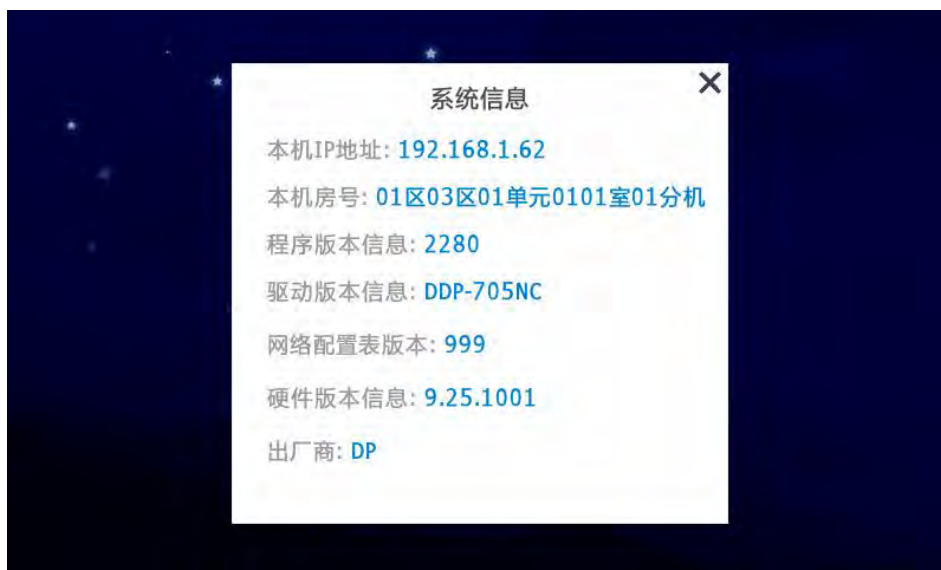 系统信息
本机IP地址: 192.168.1.62
本机房号: 01区03区01单元0101室01分机
程序版本信息: 2280
驱动版本信息: DDP-705NC
网络配置表版本: 999
硬件版本信息: 9.25.1001
出厂商: DP